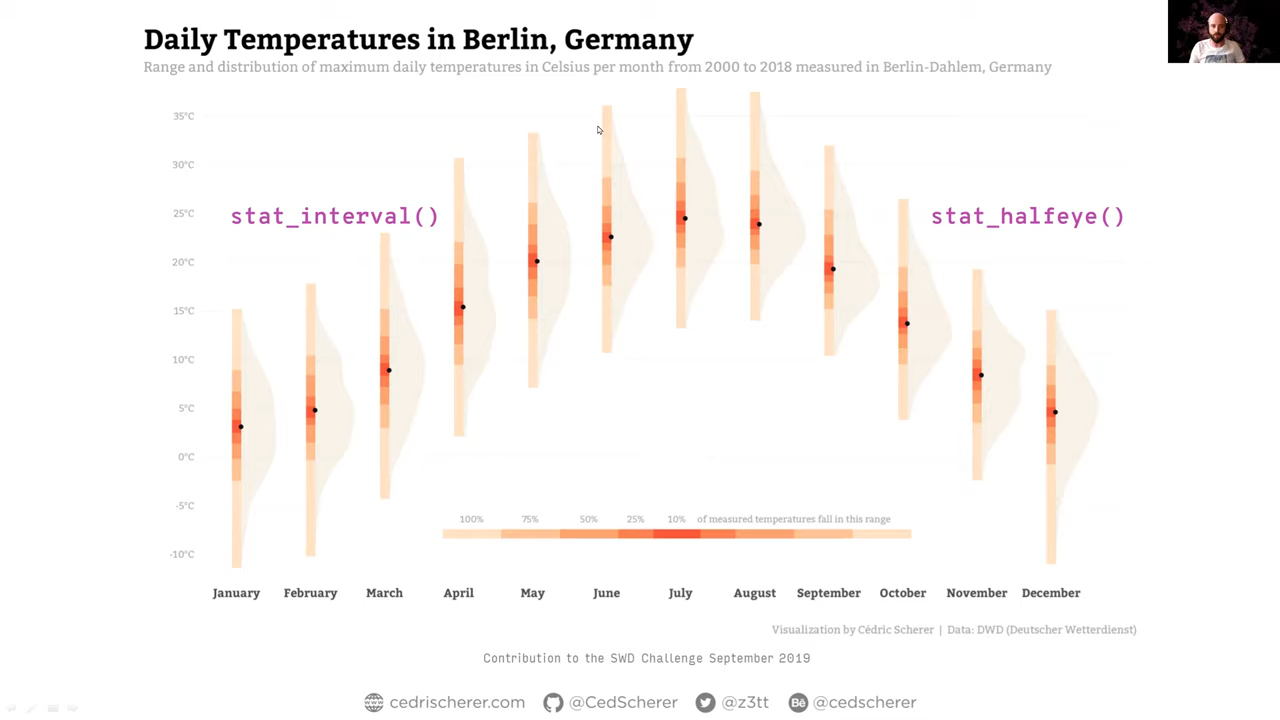 Daily Temperatures in Berlin, Germany
Range and distribution of maximum daily temperatures in Celsius per month from 2000 to 2018 measured in Berlin-Dahlem, Germany
35°C
30°C
25°C
20°C
15°C
10°C
5°C
0°C
-5°C
-10°C
stat_interval()
stat_halfeye()
100% 75% 50% 25% 10% of measured temperatures fall in this range
January February March April May June July August September October November December
Visualization by Cédric Scherer | Data: DWD (Deutscher Wetterdienst)
Contribution to the SWD Challenge September 2019
cedrischerer.com @CedScherer @z3tt Bē @cedscherer